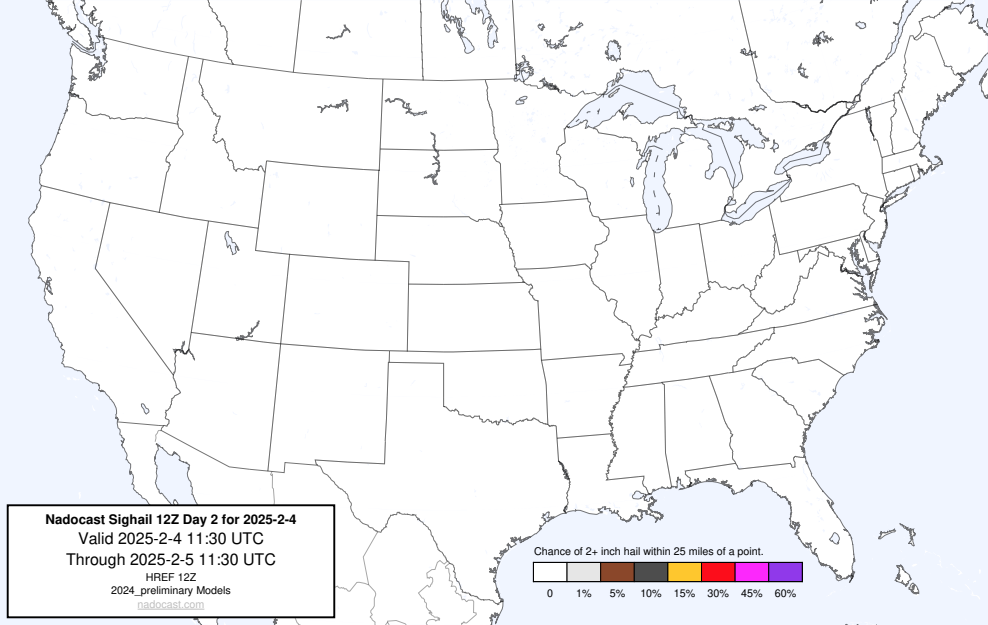 Nadocast Sighail 12Z Day 2 for 2025-2-4
Valid 2025-2-4 11:30 UTC
Through 2025-2-5 11:30 UTC
HREF 12Z
2024_preliminary Models
nadocast.com
Chance of 2+ inch hail within 25 miles of a point.
0 1% 5% 10% 15% 30% 45% 60%